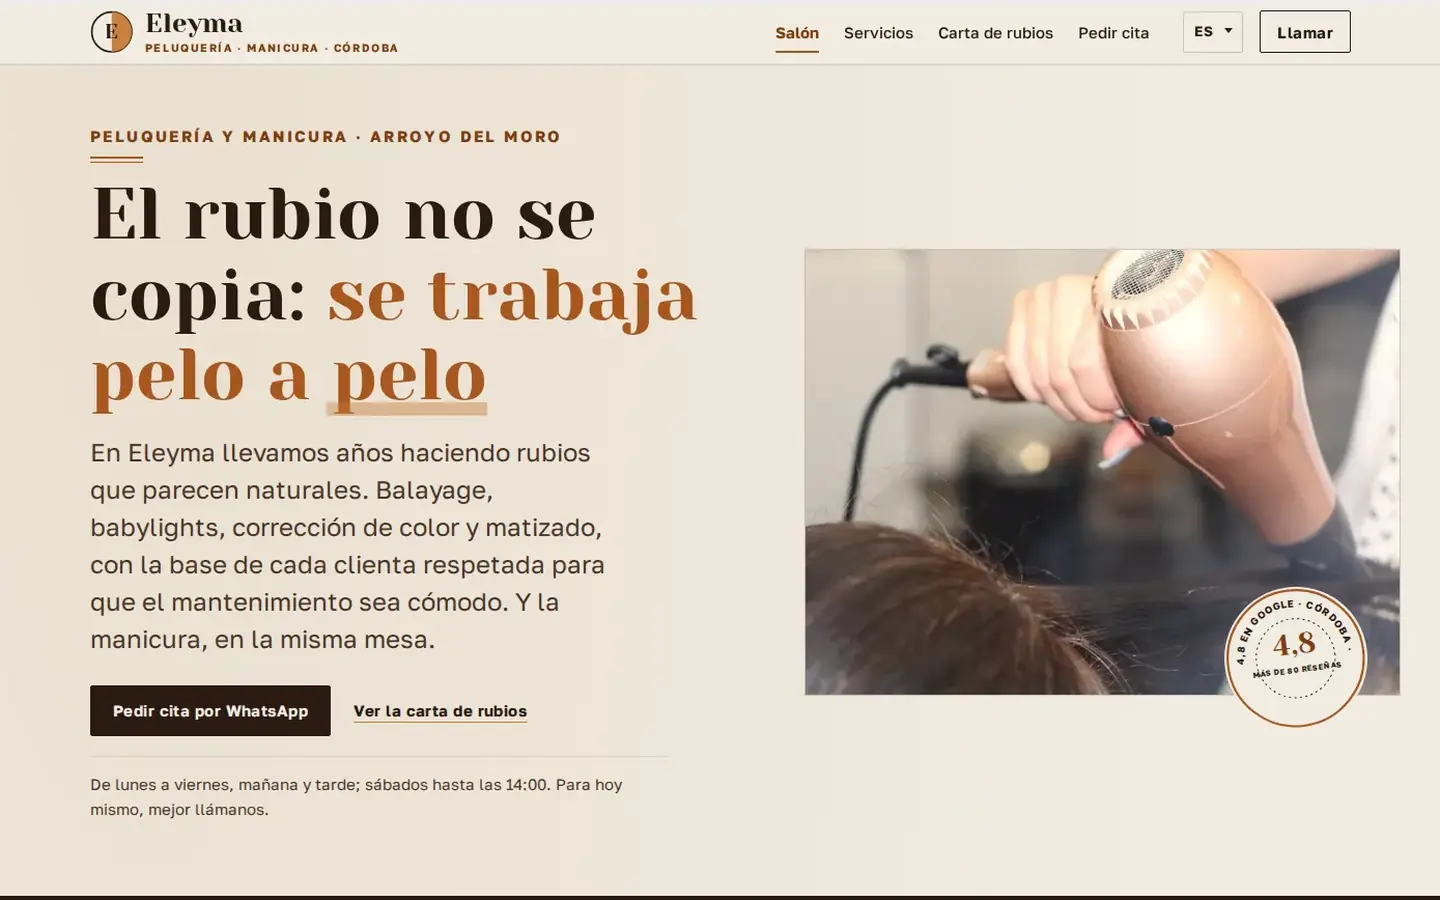 E
Eleyma
PELUQUERÍA · MANICURA · CÓRDOBA
Salón
Servicios
Carta de rubios
Pedir cita
ES
Llamar
PELUQUERÍA Y MANICURA · ARROYO DEL MORO
El rubio no se
copia: se trabaja
pelo a pelo
En Eleyma llevamos años haciendo rubios
que parecen naturales. Balayage,
babylights, corrección de color y matizado,
con la base de cada clienta respetada para
que el mantenimiento sea cómodo. Y la
manicura, en la misma mesa.
Pedir cita por WhatsApp
Ver la carta de rubios
De lunes a viernes, mañana y tarde; sábados hasta las 14:00. Para hoy
mismo, mejor llámanos.
4,8 EN GOOGLE · CÓRDOBA ·
4,8
MÁS DE 80 RESEÑAS